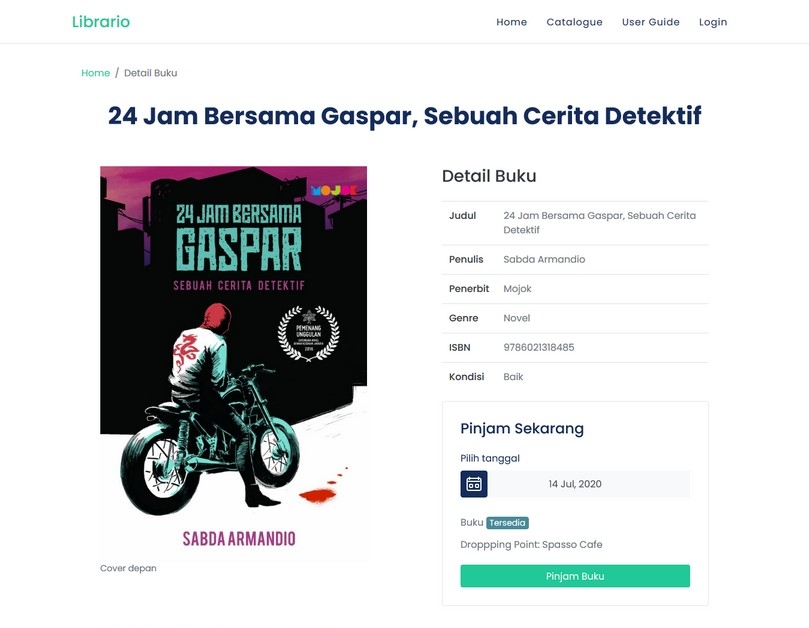 Librario
Home Catalogue User Guide Login
Home / Detail Buku
24 Jam Bersama Gaspar, Sebuah Cerita Detektif
MOJOK
24 JAM BERSAMA
GASPAR
SEBUAH CERITA DETEKTIF
PEMENANG
UNGGULAN
2016
SABDA ARMANDIO
Cover depan
Detail Buku
Judul 24 Jam Bersama Gaspar, Sebuah Cerita
Detektif
Penulis Sabda Armandio
Penerbit Mojok
Genre Novel
ISBN 9786021318485
Kondisi Baik
Pinjam Sekarang
Pilih tanggal
14 Jul, 2020
Buku Tersedia
Droppping Point: Spasso Cafe
Pinjam Buku